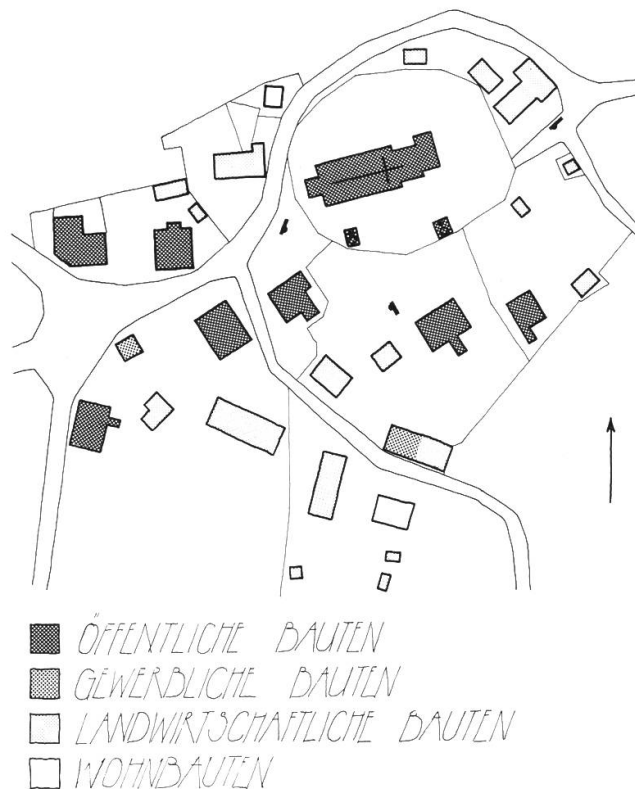 ÖFFENTLICHE BAUTEN
GEWERBLICHE BAUTEN
LANDWIRTSCHAFTLICHE BAUTEN
WOHNBAUTEN